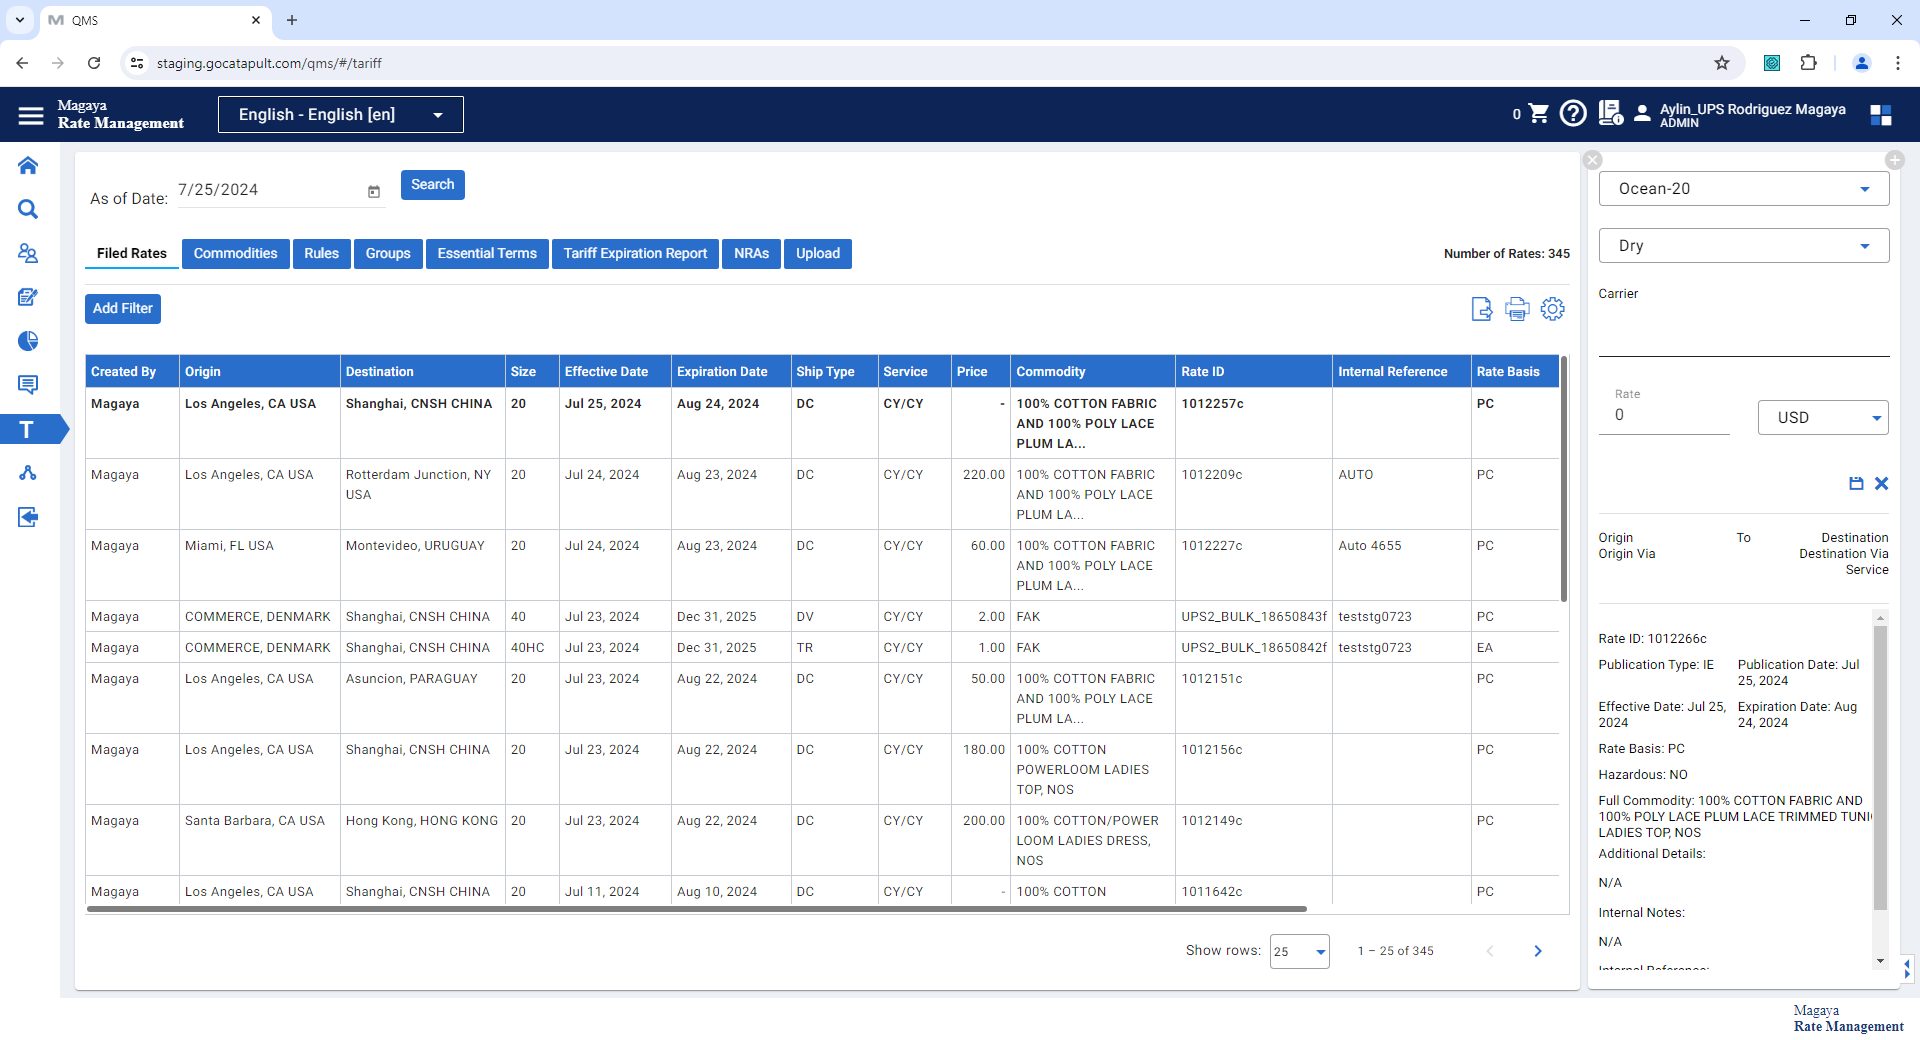 QMS
staging.gocatapult.com/qms/#/tariff
Magaya
Rate Management
English - English [en]
0
Aylin_UPS Rodriguez Magaya
ADMIN
As of Date: 7/25/2024
Search
Filed Rates Commodities Rules Groups Essential Terms Tariff Expiration Report NRAs Upload
Number of Rates: 345
Add Filter
Created By Origin Destination Size Effective Date Expiration Date Ship Type Service Price Commodity Rate ID Internal Reference Rate Basis
Magaya Los Angeles, CA USA Shanghai, CNSH CHINA 20 Jul 25, 2024 Aug 24, 2024 DC CY/CY - 100% COTTON FABRIC 1012257c PC
AND 100% POLY LACE
PLUM LA...
Magaya Los Angeles, CA USA Rotterdam Junction, NY 20 Jul 24, 2024 Aug 23, 2024 DC CY/CY 220.00 100% COTTON FABRIC 1012209c AUTO PC
USA AND 100% POLY LACE
PLUM LA...
Magaya Miami, FL USA Montevideo, URUGUAY 20 Jul 24, 2024 Aug 23, 2024 DC CY/CY 60.00 100% COTTON FABRIC 1012227c Auto 4655 PC
AND 100% POLY LACE
PLUM LA...
Magaya COMMERCE, DENMARK Shanghai, CNSH CHINA 40 Jul 23, 2024 Dec 31, 2025 DV CY/CY 2.00 FAK UPS2_BULK_18650843f teststg0723 PC
Magaya COMMERCE, DENMARK Shanghai, CNSH CHINA 40HC Jul 23, 2024 Dec 31, 2025 TR CY/CY 1.00 FAK UPS2_BULK_18650842f teststg0723 EA
Magaya Los Angeles, CA USA Asuncion, PARAGUAY 20 Jul 23, 2024 Aug 22, 2024 DC CY/CY 50.00 100% COTTON FABRIC 1012151c PC
AND 100% POLY LACE
PLUM LA...
Magaya Los Angeles, CA USA Shanghai, CNSH CHINA 20 Jul 23, 2024 Aug 22, 2024 DC CY/CY 180.00 100% COTTON 1012156c PC
POWERLOOM LADIES
TOP, NOS
Magaya Santa Barbara, CA USA Hong Kong, HONG KONG 20 Jul 23, 2024 Aug 22, 2024 DC CY/CY 200.00 100% COTTON/POWER 1012149c PC
LOOM LADIES DRESS,
NOS
Magaya Los Angeles, CA USA Shanghai, CNSH CHINA 20 Jul 11, 2024 Aug 10, 2024 DC CY/CY - 100% COTTON 1011642c PC
Show rows: 25 1 – 25 of 345
Ocean-20
Dry
Carrier
Rate
0
USD
Origin To Destination
Origin Via Destination Via
Service
Rate ID: 1012266c
Publication Type: IE Publication Date: Jul
25, 2024
Effective Date: Jul 25, Expiration Date: Aug
2024 24, 2024
Rate Basis: PC
Hazardous: NO
Full Commodity: 100% COTTON FABRIC AND
100% POLY LACE PLUM LACE TRIMMED TUNI
LADIES TOP, NOS
Additional Details:
N/A
Internal Notes:
N/A
Internal Reference:
Magaya
Rate Management